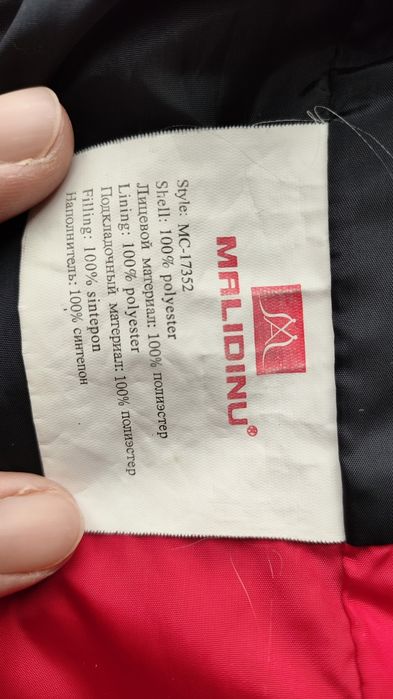 MALIDINU®
Style: MC-17352
Shell: 100% polyester
Лицевой материал: 100% полиэстер
Lining: 100% polyester
Подкладочный материал: 100% полиэстер
Filling: 100% sintepon
Наполнитель: 100% синтепон